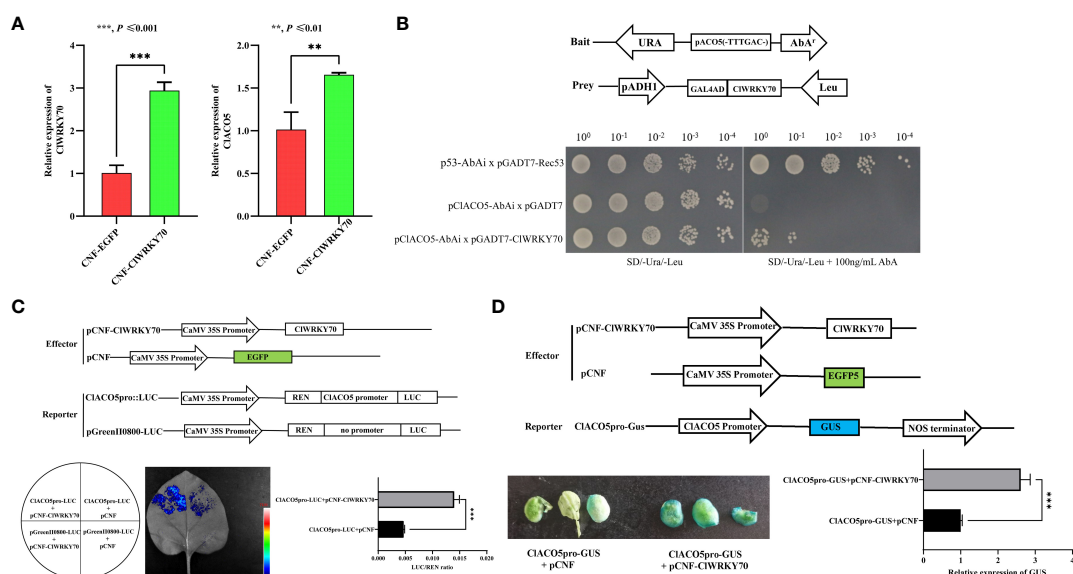 A
***, P ≤0.001
Relative expression of
ClWRKY70
4
3
2
1
0
***
CNF-EGFP
CNF-ClWRKY70
**, P ≤0.01
Relative expression of
ClACO5
2.0
1.5
1.0
0.5
0.0
**
CNF-EGFP
CNF-ClWRKY70
B
Bait
URA
pACO5(-TTTGAC-)
AbAr
Prey
pADH1
GAL4AD
ClWRKY70
Leu
100 10-1 10-2 10-3 10-4 100 10-1 10-2 10-3 10-4
p53-AbAi x pGADT7-Rec53
pClACO5-AbAi x pGADT7
pClACO5-AbAi x pGADT7-ClWRKY70
SD/-Ura/-Leu
SD/-Ura/-Leu + 100ng/mL AbA
C
Effector
pCNF-ClWRKY70
CaMV 35S Promoter
ClWRKY70
pCNF
CaMV 35S Promoter
EGFP
Reporter
ClACO5pro::LUC
CaMV 35S Promoter
REN
ClACO5 promoter
LUC
pGreenII0800-LUC
CaMV 35S Promoter
REN
no promoter
LUC
ClACO5pro-LUC
+
pCNF-ClWRKY70
ClACO5pro-LUC
+
pCNF
pGreenII0800-LUC
+
pCNF-ClWRKY70
pGreenII0800-LUC
+
pCNF
ClACO5pro-LUC+pCNF-ClWRKY70
ClACO5pro-LUC+pCNF
***
0.000 0.005 0.010 0.015 0.020
LUC/REN ratio
D
Effector
pCNF-ClWRKY70
CaMV 35S Promoter
ClWRKY70
pCNF
CaMV 35S Promoter
EGFP5
Reporter
ClACO5pro-Gus
ClACO5 Promoter
GUS
NOS terminator
ClACO5pro-GUS
+ pCNF
ClACO5pro-GUS
+ pCNF-ClWRKY70
ClACO5pro-GUS+pCNF-ClWRKY70
ClACO5pro-GUS+pCNF
***
0 1 2 3 4
Relative expression of GUS